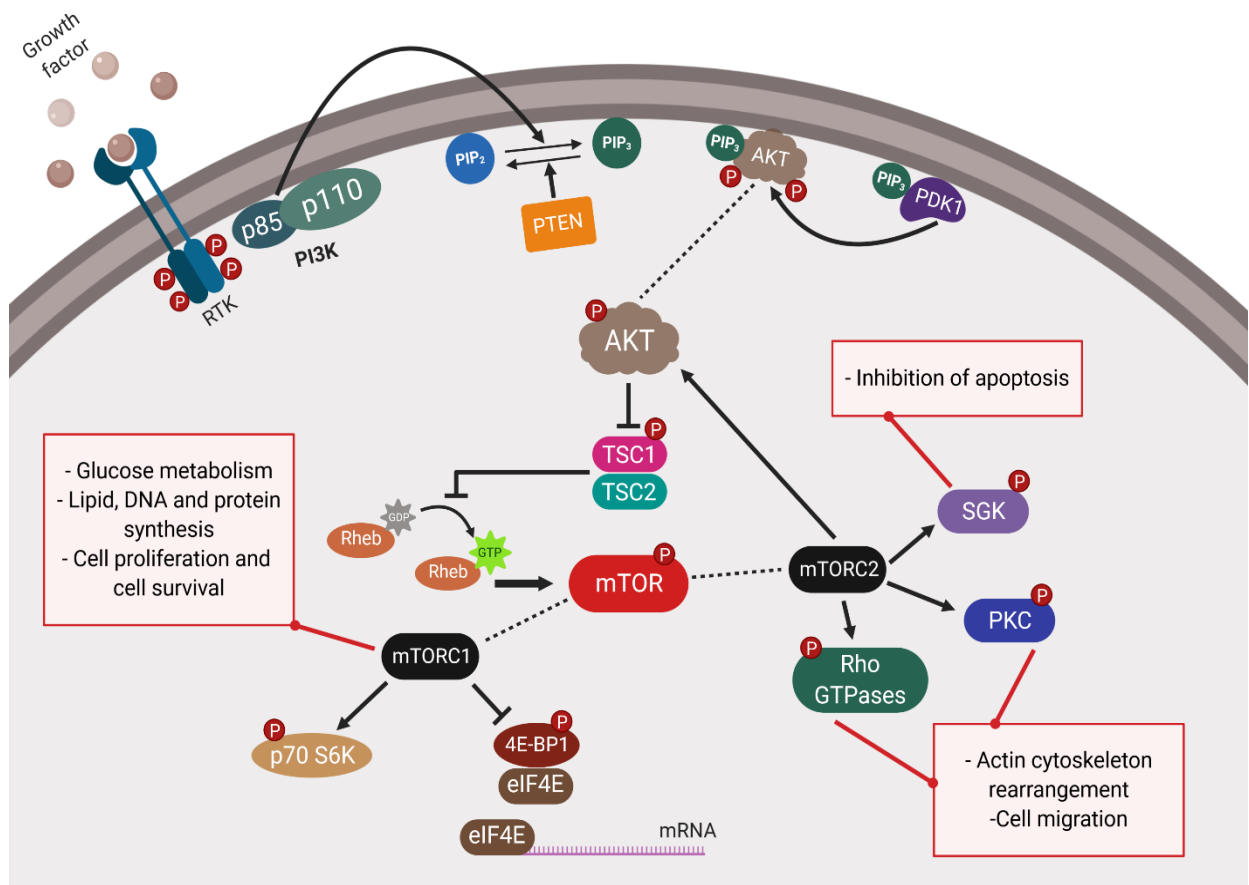 Growth
factor
P
P
P
P
RTK
p85
p110
PI3K
PIP2
PIP3
PTEN
PIP3
AKT
P
P
PIP3
PDK1
P
AKT
P
TSC1
TSC2
GDP
Rheb
GTP
Rheb
P
mTOR
mTORC2
- Inhibition of apoptosis
P
SGK
P
PKC
P
Rho
GTPases
- Actin cytoskeleton
rearrangement
-Cell migration
- Glucose metabolism
- Lipid, DNA and protein
synthesis
- Cell proliferation and
cell survival
mTORC1
P
p70 S6K
P
4E-BP1
eIF4E
eIF4E
mRNA